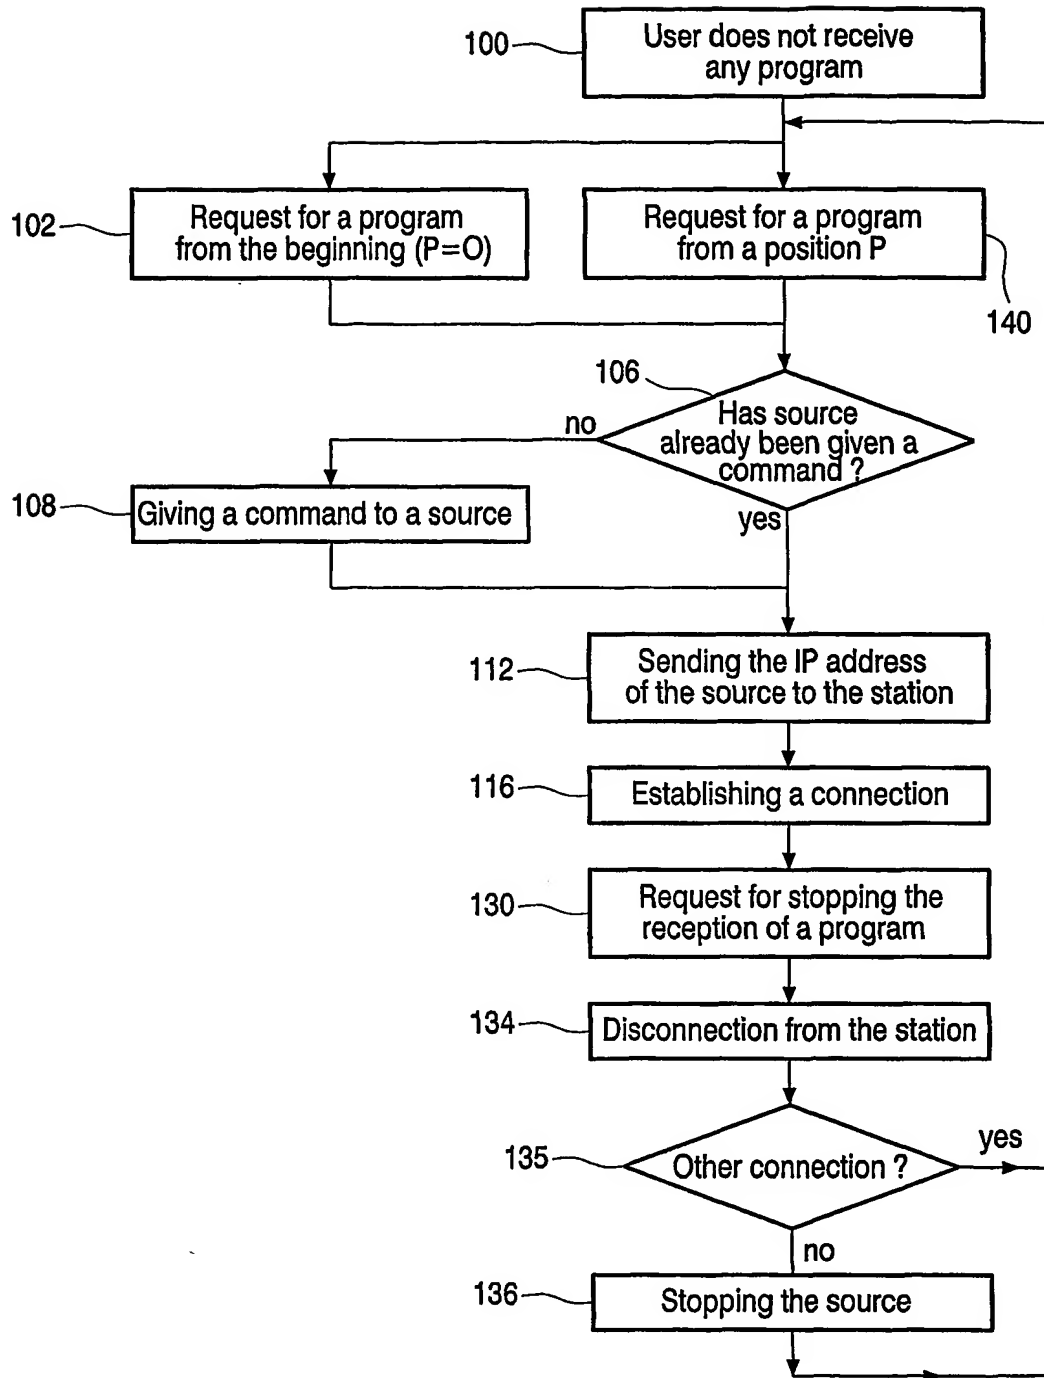 100
User does not receive
any program
102
Request for a program
from the beginning (P=O)
Request for a program
from a position P
140
106
Has source
already been given a
command ?
no
yes
108
Giving a command to a source
112
Sending the IP address
of the source to the station
116
Establishing a connection
130
Request for stopping the
reception of a program
134
Disconnection from the station
135
Other connection ?
yes
no
136
Stopping the source